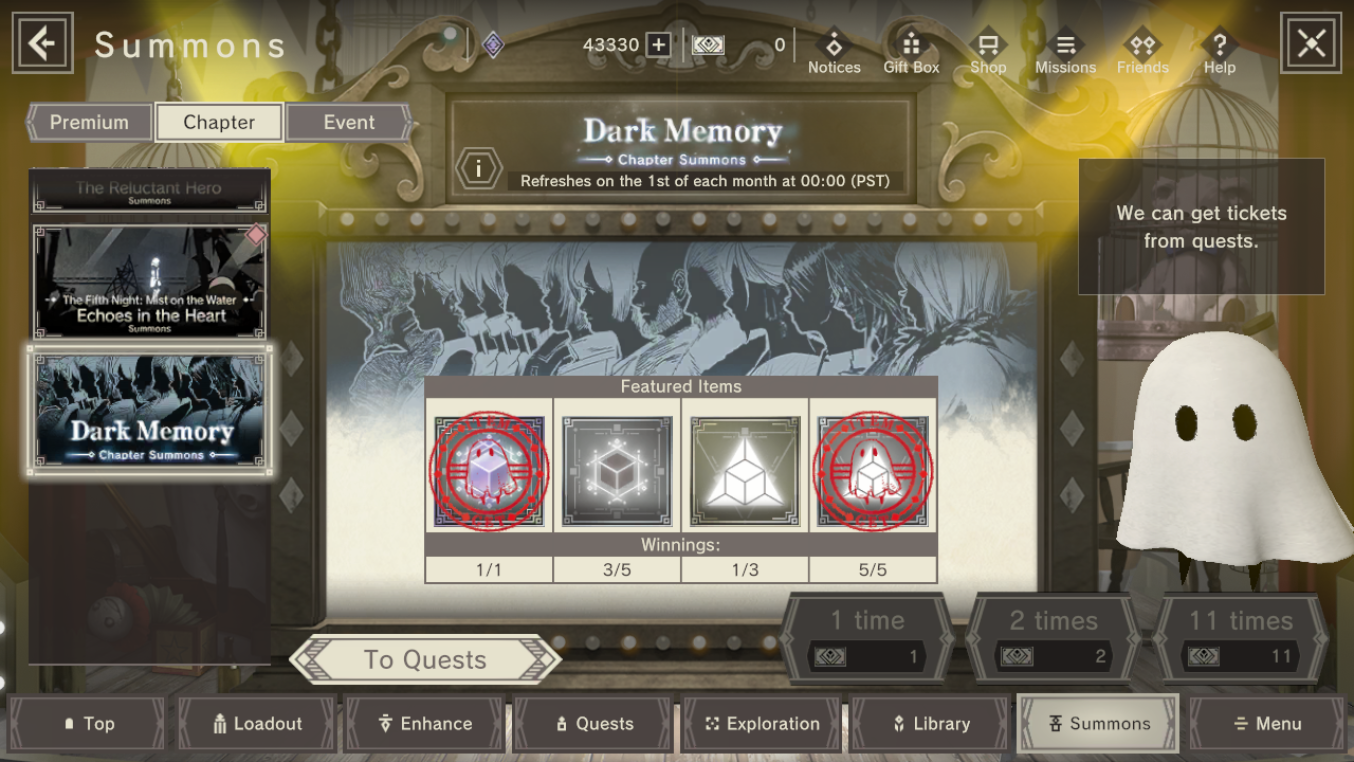 Summons
43330
0
Notices
Gift Box
Shop
Missions
Friends
Help
Premium
Chapter
Event
Dark Memory
Chapter Summons
i
Refreshes on the 1st of each month at 00:00 (PST)
The Reluctant Hero
Summons
The Fifth Night: Mist on the Water
Echoes in the Heart
Summons
Dark Memory
Chapter Summons
We can get tickets
from quests.
Featured Items
Winnings:
1/1
3/5
1/3
5/5
1 time
1
2 times
2
11 times
11
To Quests
Top
Loadout
Enhance
Quests
Exploration
Library
Summons
Menu